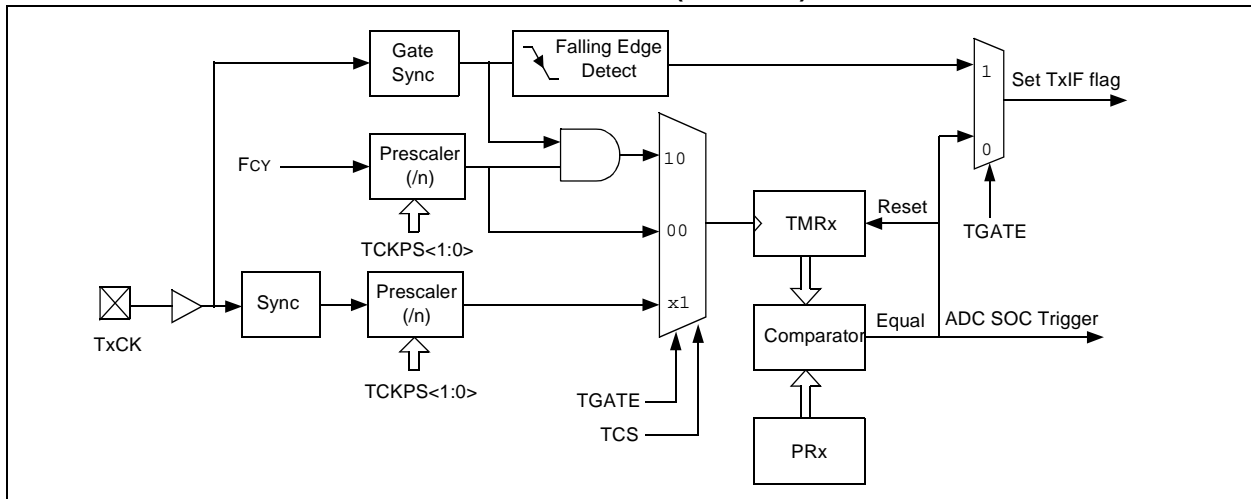 Gate
Sync
Falling Edge
Detect
1
Set TxIF flag
0
TGATE
FCY
Prescaler
(/n)
TCKPS<1:0>
10
00
x1
TMRx
Reset
TxCK
Sync
Prescaler
(/n)
TCKPS<1:0>
Comparator
Equal
ADC SOC Trigger
TGATE
TCS
PRx